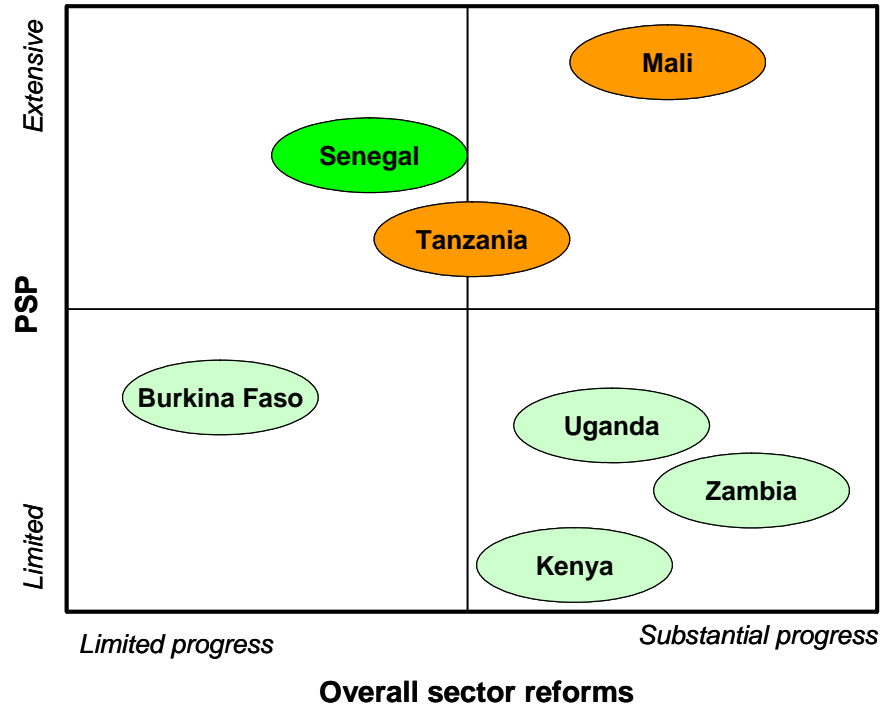 Extensive
Mali
Senegal
Tanzania
PSP
Burkina Faso
Uganda
Zambia
Limited
Kenya
Limited progress
Substantial progress
Overall sector reforms